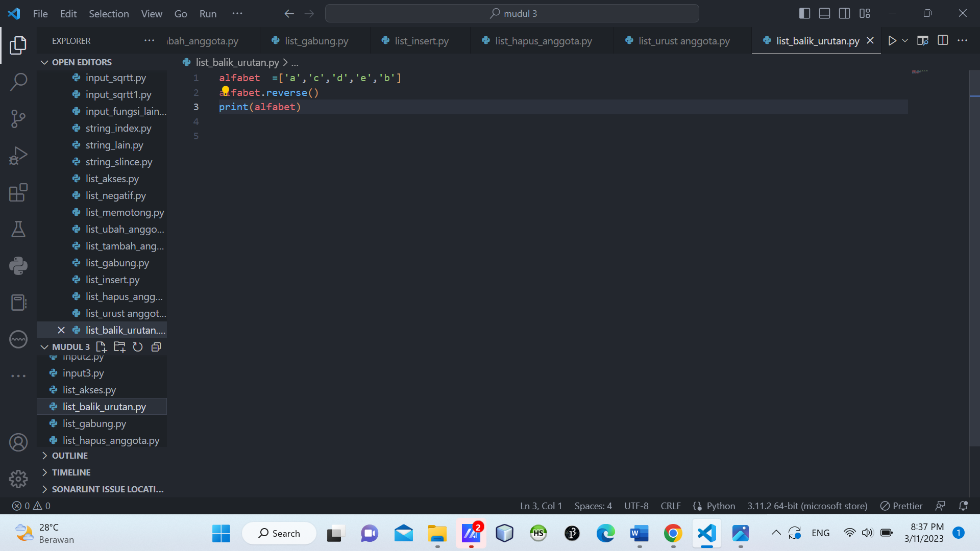 File Edit Selection View Go Run ··· mudul 3
EXPLORER ··· bah_anggota.py list_gabung.py list_insert.py list_hapus_anggota.py list_urust anggota.py list_balik_urutan.py
OPEN EDITORS
input_sqrtt.py
input_sqrtt1.py
input_fungsi_lain...
string_index.py
string_lain.py
string_slince.py
list_akses.py
list_negatif.py
list_memotong.py
list_ubah_anggo...
list_tambah_ang...
list_gabung.py
list_insert.py
list_hapus_angg...
list_urust anggot...
list_balik_urutan....
MUDUL 3
input2.py
input3.py
list_akses.py
list_balik_urutan.py
list_gabung.py
list_hapus_anggota.py
OUTLINE
TIMELINE
SONARLINT ISSUE LOCATI...
list_balik_urutan.py > ...
1 alfabet =['a','c','d','e','b']
2 alfabet.reverse()
3 print(alfabet)
4
5
0 0 Ln 3, Col 1 Spaces: 4 UTF-8 CRLF Python 3.11.2 64-bit (microsoft store) Prettier
28°C
Berawan
Search
2
HS
ENG
8:37 PM
3/11/2023
1